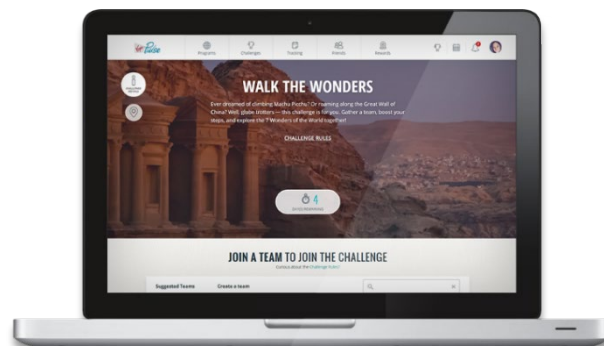 Pulse
Programs Challenges Tracking Friends Rewards
WALK THE WONDERS
Ever dreamed of climbing Machu Picchu? Or roaming along the Great Wall of
China? Well, globe trotters — this challenge is for you. Gather a team, boost your
steps, and explore the 7 Wonders of the World together!
CHALLENGE RULES
4
DAYS REMAINING
JOIN A TEAM TO JOIN THE CHALLENGE
Curious about the Challenge Rules?
Suggested Teams Create a team